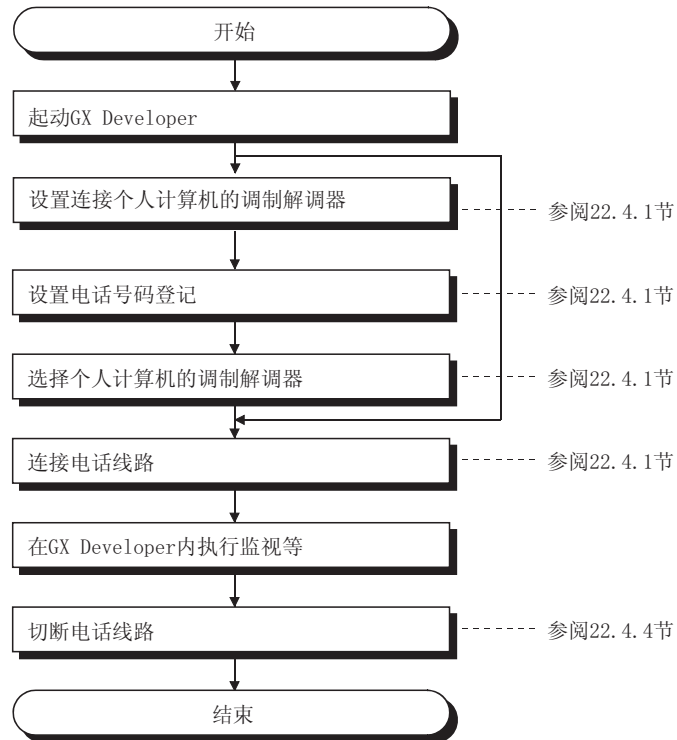 开始
起动GX Developer
设置连接个人计算机的调制解调器
参阅22.4.1节
设置电话号码登记
参阅22.4.1节
选择个人计算机的调制解调器
参阅22.4.1节
连接电话线路
参阅22.4.1节
在GX Developer内执行监视等
切断电话线路
参阅22.4.4节
结束